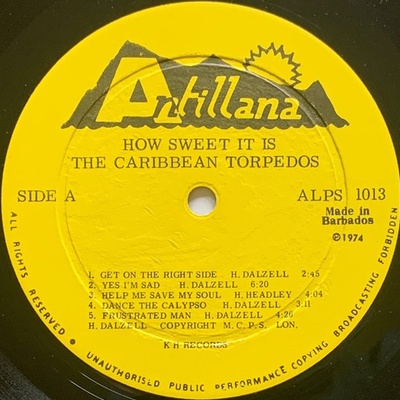 Antillana
HOW SWEET IT IS
THE CARIBBEAN TORPEDOS
SIDE A
ALPS 1013
Made in
Barbados
℗1974
1. GET ON THE RIGHT SIDE H. DALZELL 2:45
2. YES I'M SAD H. DALZELL 6:20
3. HELP ME SAVE MY SOUL H. HEADLEY 4:04
4. DANCE THE CALYPSO H. DALZELL 3.11
5. FRUSTRATED MAN H. DALZELL 4:26
H. DALZELL COPYRIGHT M. C. P. S. LON.
K H RECORDS
ALL RIGHTS RESERVED • UNAUTHORISED PUBLIC PERFORMANCE COPYING BROADCASTING FORBIDDEN